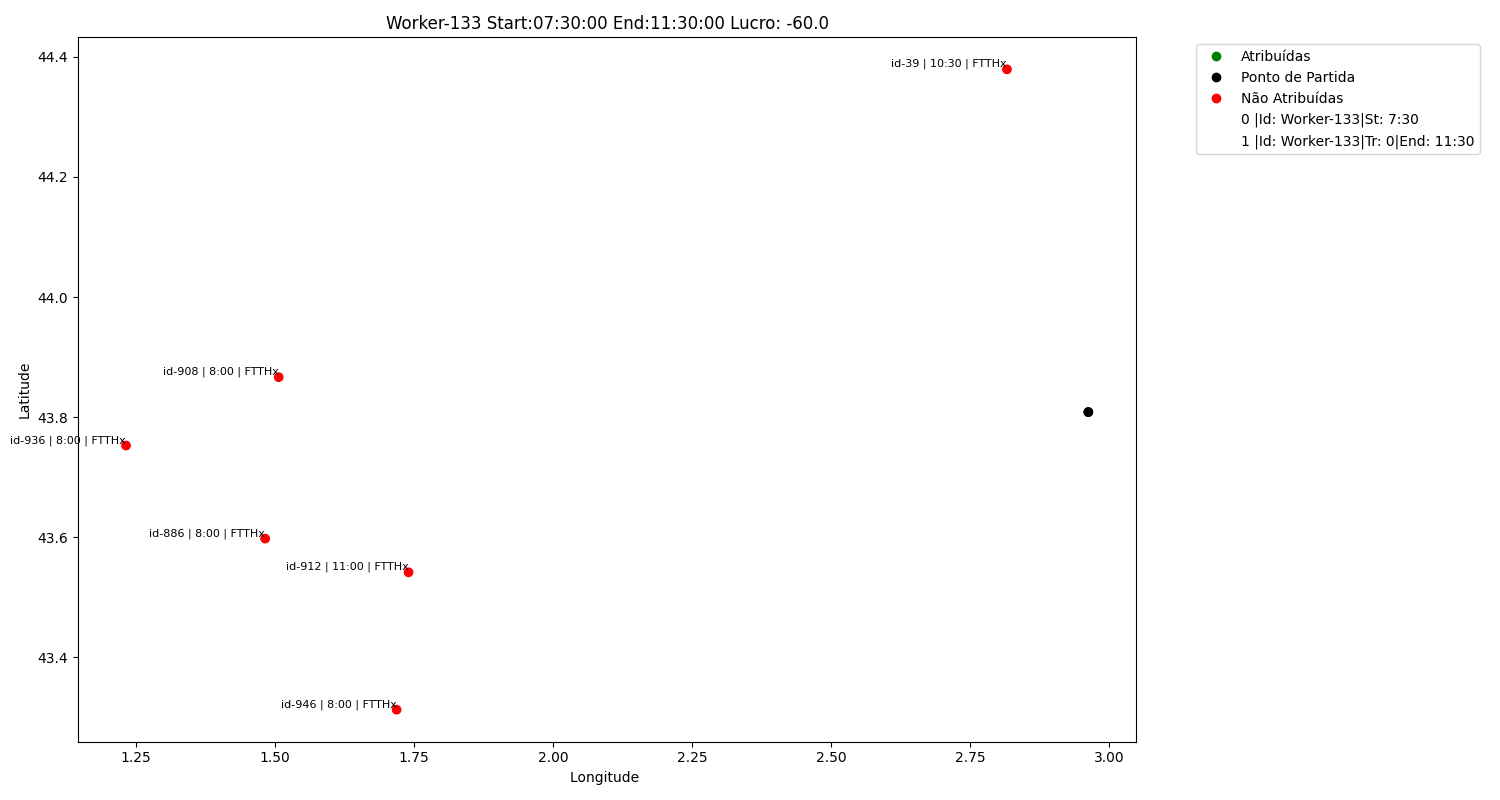 Worker-133 Start:07:30:00 End:11:30:00 Lucro: -60.0
Atribuídas
Ponto de Partida
Não Atribuídas
0 |Id: Worker-133|St: 7:30
1 |Id: Worker-133|Tr: 0|End: 11:30
id-39 | 10:30 | FTTHx
id-908 | 8:00 | FTTHx
id-936 | 8:00 | FTTHx
id-886 | 8:00 | FTTHx
id-912 | 11:00 | FTTHx
id-946 | 8:00 | FTTHx
Latitude
44.4
44.2
44.0
43.8
43.6
43.4
1.25 1.50 1.75 2.00 2.25 2.50 2.75 3.00
Longitude